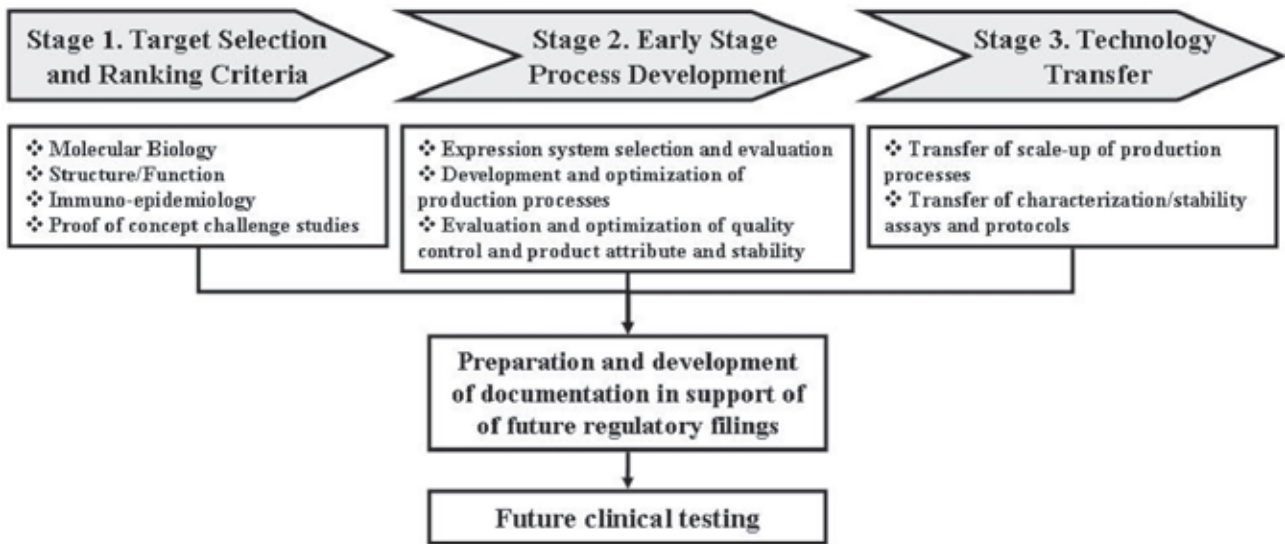 Stage 1. Target Selection
and Ranking Criteria
Stage 2. Early Stage
Process Development
Stage 3. Technology
Transfer
❖ Molecular Biology
❖ Structure/Function
❖ Immuno-epidemiology
❖ Proof of concept challenge studies
❖ Expression system selection and evaluation
❖ Development and optimization of
production processes
❖ Evaluation and optimization of quality
control and product attribute and stability
❖ Transfer of scale-up of production
processes
❖ Transfer of characterization/stability
assays and protocols
Preparation and development
of documentation in support of
of future regulatory filings
Future clinical testing